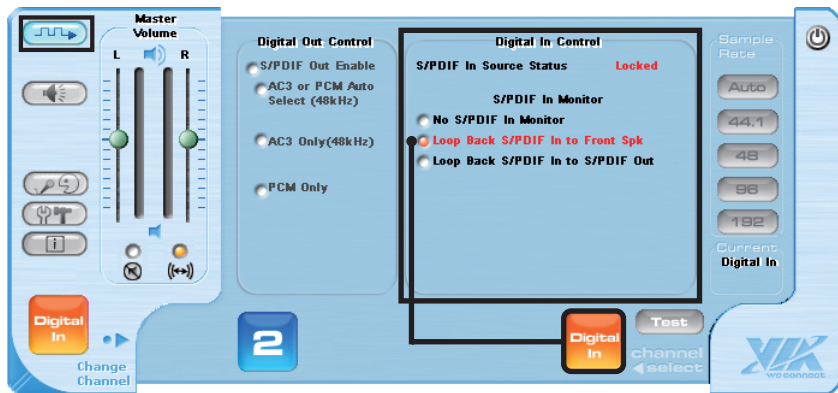 Master
Volume
L
R
Digital
In
Change
Channel
Digital Out Control
S/PDIF Out Enable
AC3 or PCM Auto
Select (48kHz)
AC3 Only(48kHz)
PCM Only
2
Digital In Control
S/PDIF In Source Status Locked
S/PDIF In Monitor
No S/PDIF In Monitor
Loop Back S/PDIF In to Front Spk
Loop Back S/PDIF In to S/PDIF Out
Digital
In
Test
channel
select
Sample
Rate
Auto
44.1
48
96
192
Current
Digital In
VIA
we connect